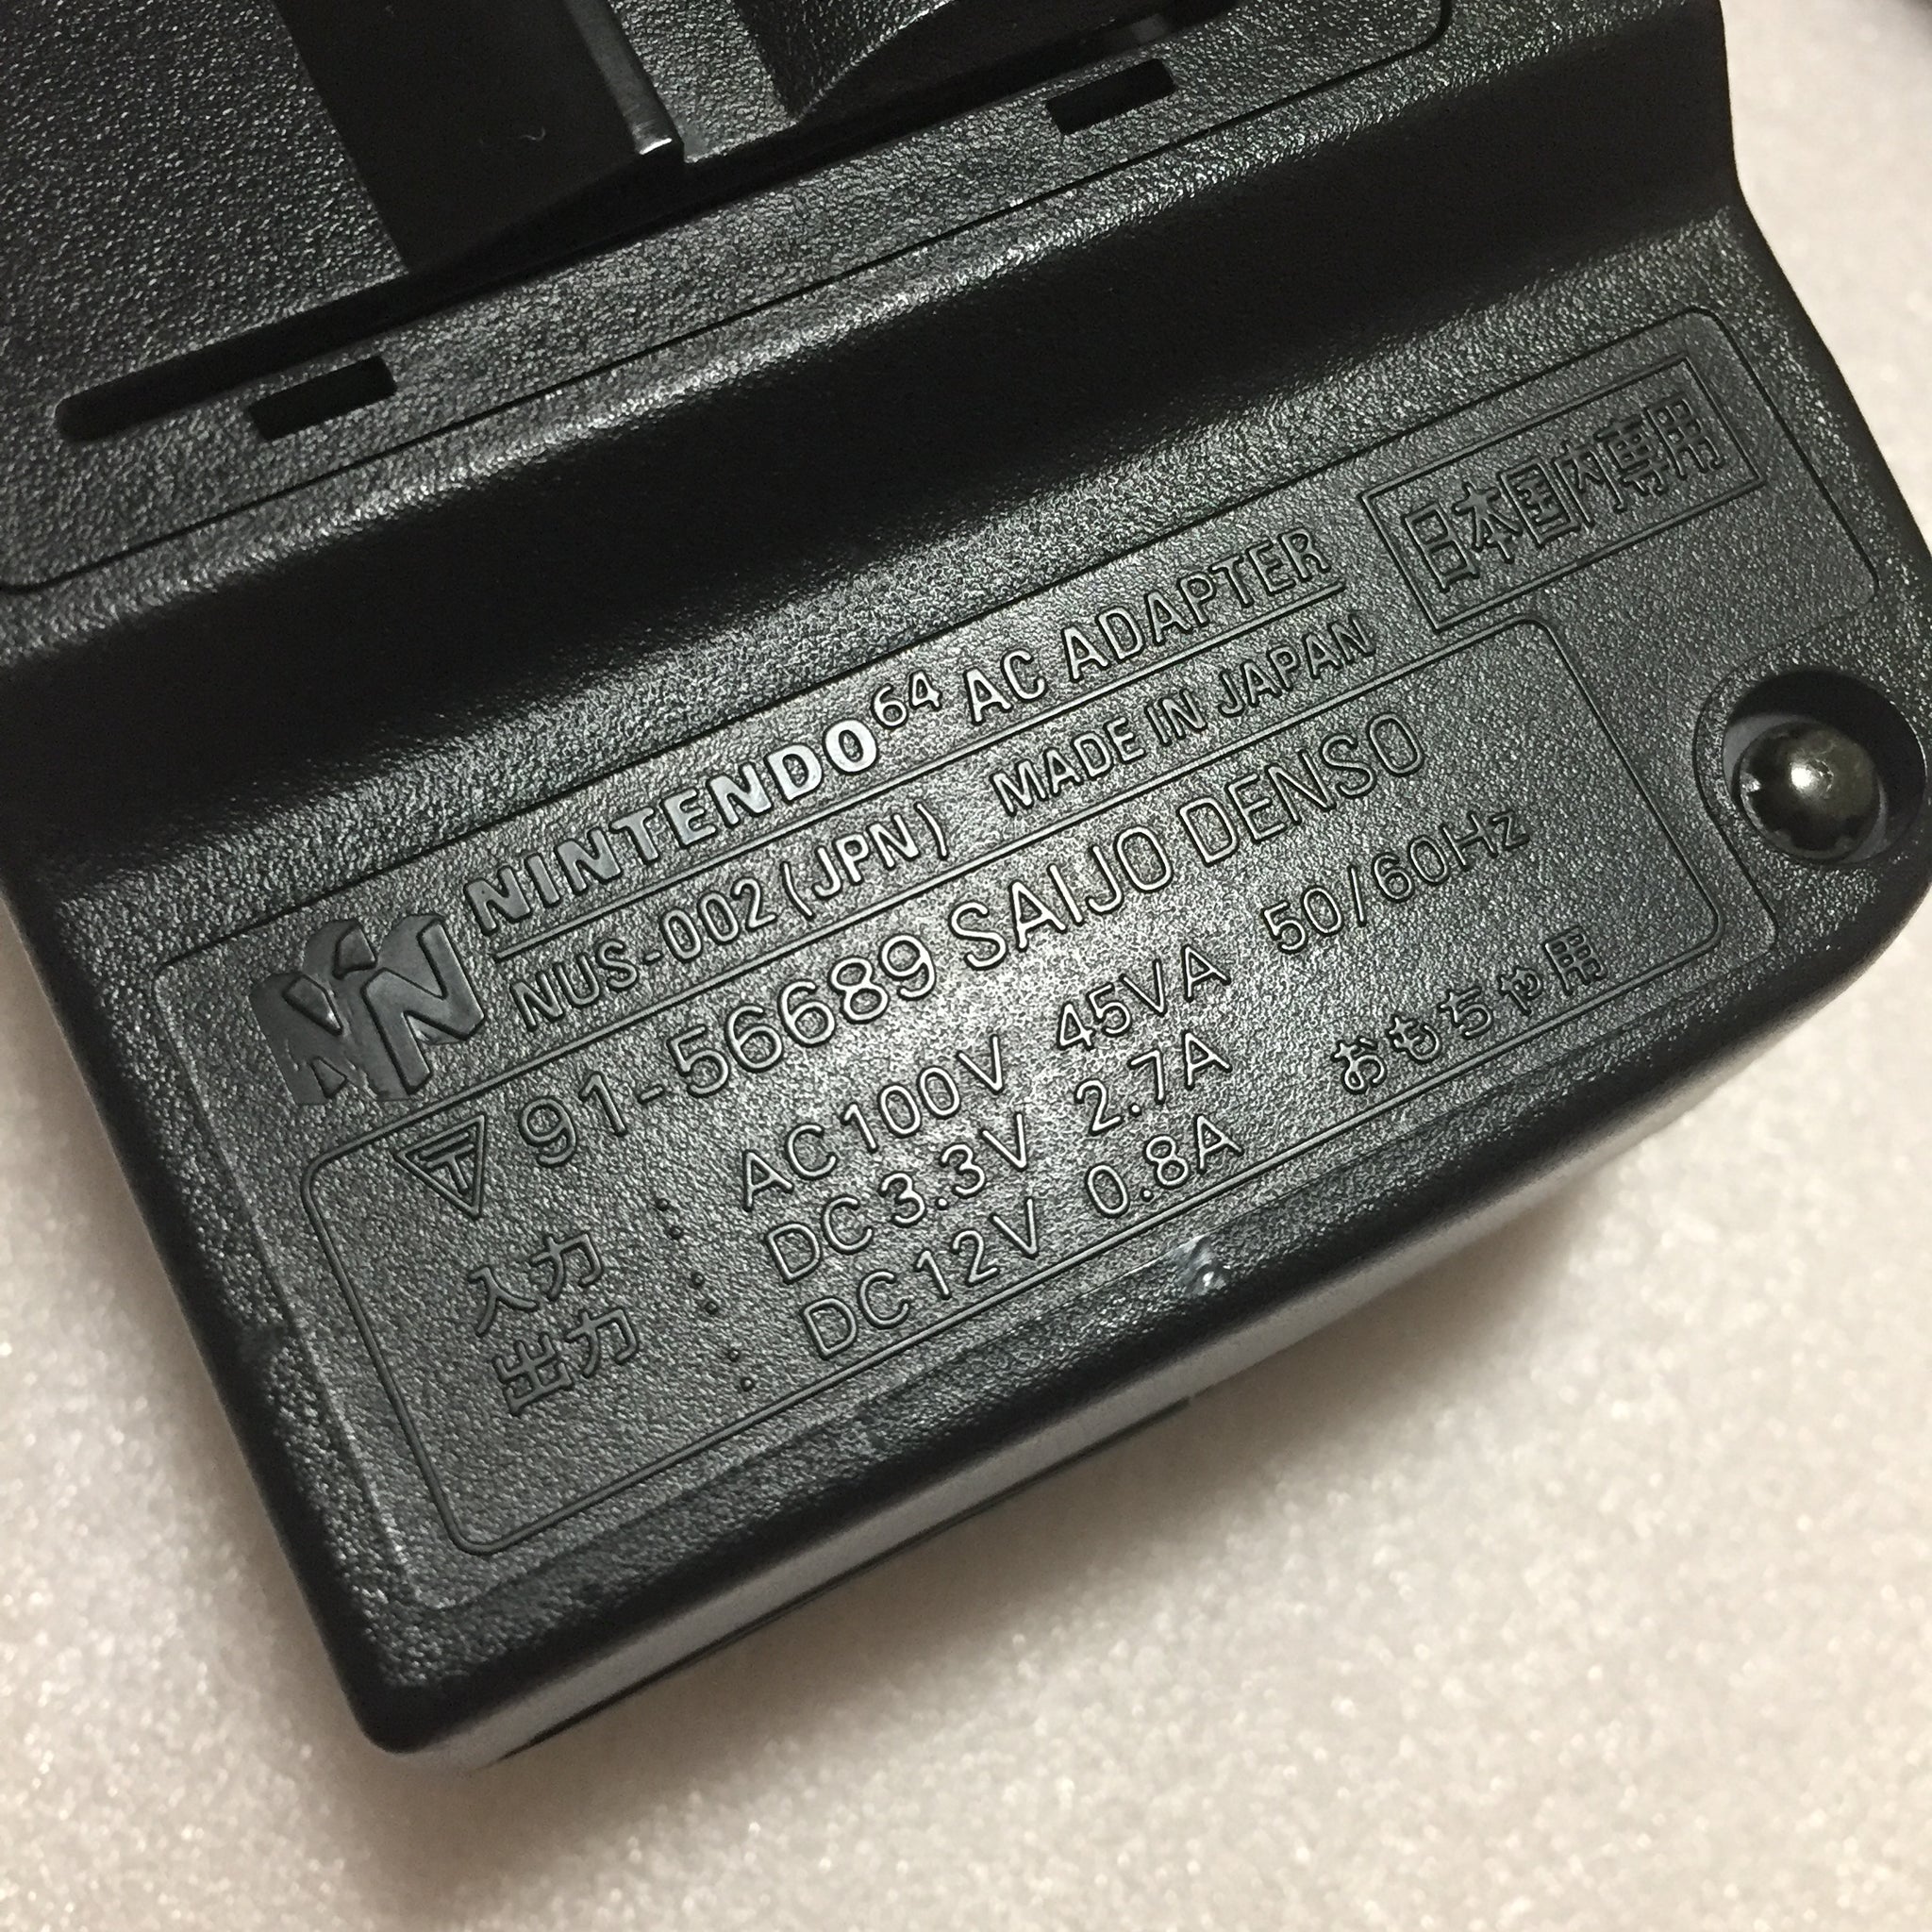 NINTENDO64 AC ADAPTER
日本国内専用
NUS-002(JPN) MADE IN JAPAN
T 91-56689 SAIJO DENSO
入力 : AC100V 45VA 50/60Hz
出力 : DC3.3V 2.7A
: DC12V 0.8A おもちゃ用